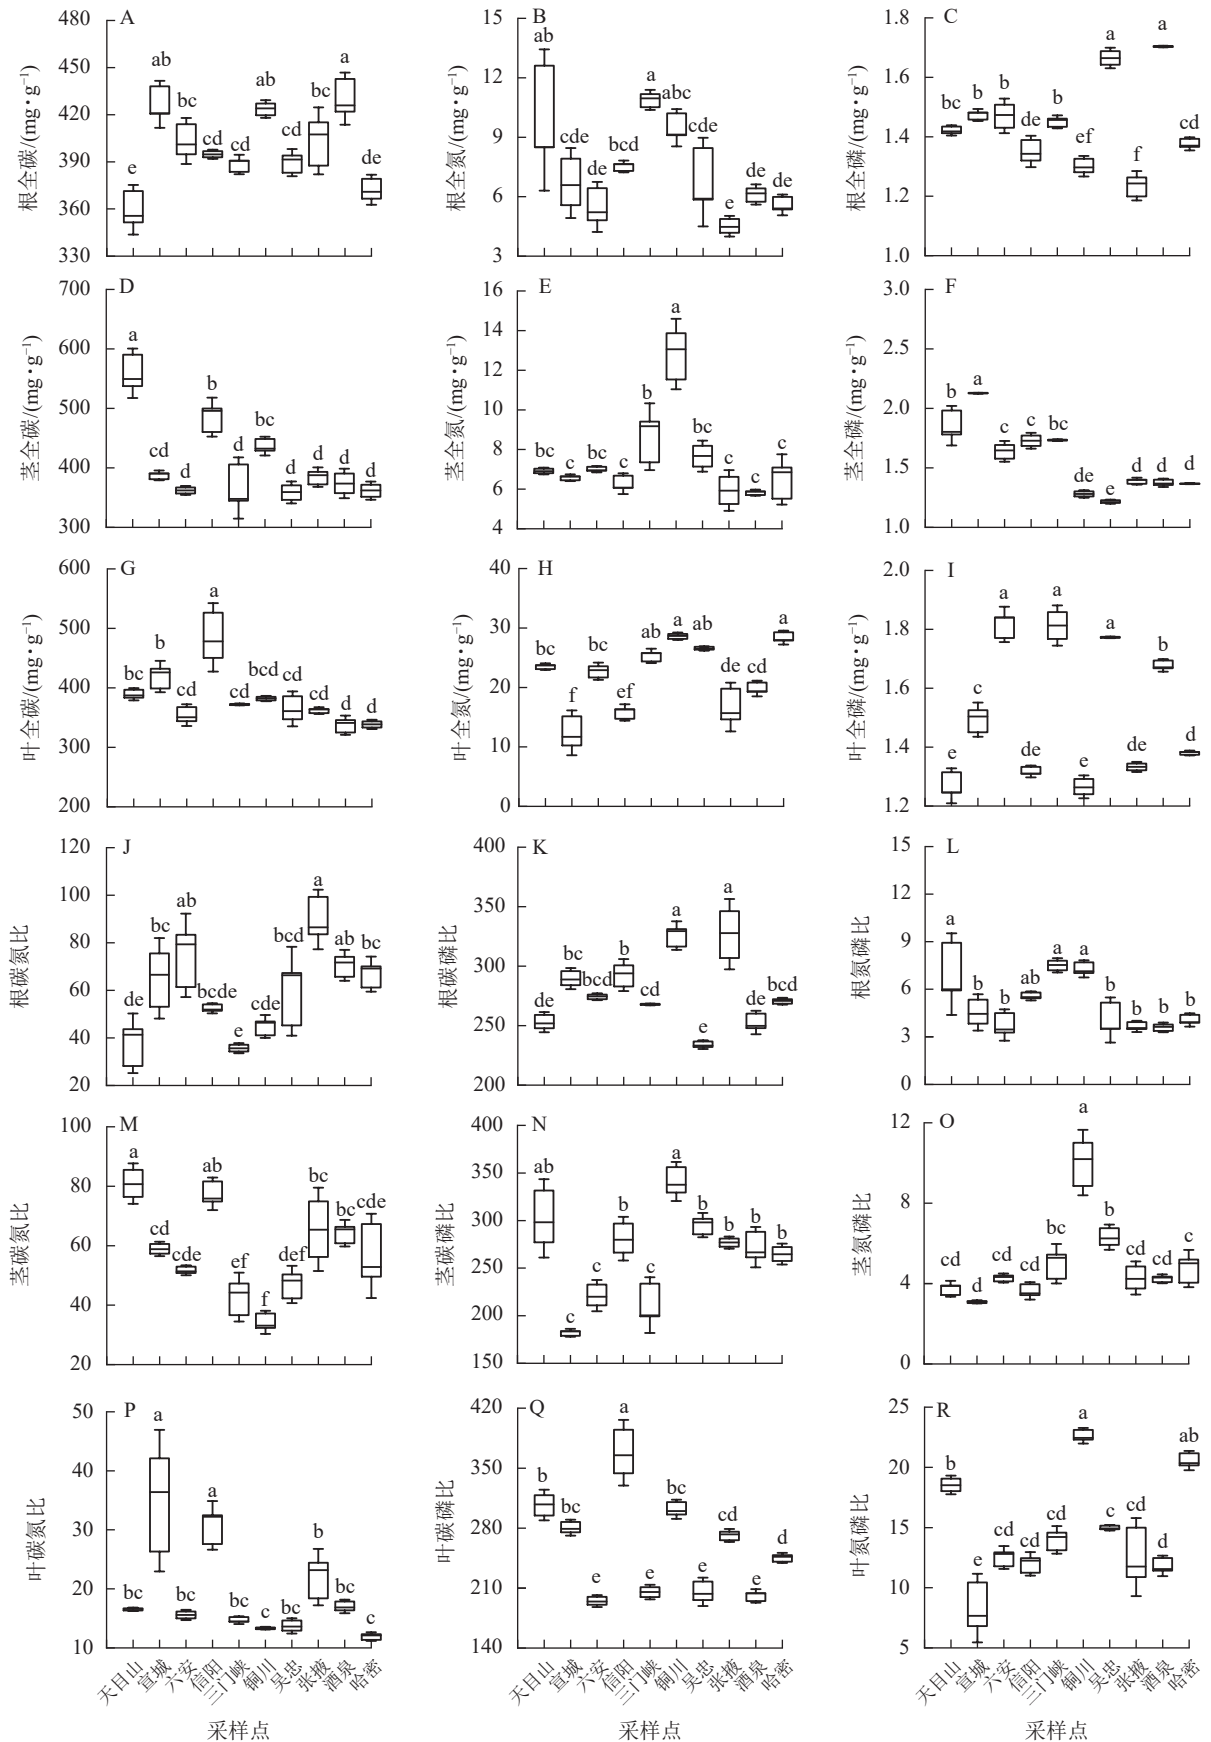 A
根全碳/(mg·g⁻¹)
480
450
420
390
360
330
e ab bc cd cd ab cd bc a de
B
根全氮/(mg·g⁻¹)
15
12
9
6
3
ab cde de bcd a abc cde e de de
C
根全磷/(mg·g⁻¹)
1.8
1.6
1.4
1.2
1.0
bc b b de b ef a f a cd
D
茎全碳/(mg·g⁻¹)
700
600
500
400
300
a cd d b d bc d d d d
E
茎全氮/(mg·g⁻¹)
16
14
12
10
8
6
4
bc c bc c b a bc c c c
F
茎全磷/(mg·g⁻¹)
3.0
2.5
2.0
1.5
1.0
b a c c bc de e d d d
G
叶全碳/(mg·g⁻¹)
600
500
400
300
200
bc b cd a cd bcd cd cd d d
H
叶全氮/(mg·g⁻¹)
40
30
20
10
0
bc f bc ef ab a ab de cd a
I
叶全磷/(mg·g⁻¹)
2.0
1.8
1.6
1.4
1.2
e c a de a e a de b d
J
根碳氮比
120
100
80
60
40
20
de bc ab bcde e cde bcd a ab bc
K
根碳磷比
400
350
300
250
200
de bc bcd b cd a e a de bcd
L
根氮磷比
15
12
9
6
3
0
a b b ab a a b b b b
M
茎碳氮比
100
80
60
40
20
a cd cde ab ef f def bc bc cde
N
茎碳磷比
400
350
300
250
200
150
ab c c b c a b b b b
O
茎氮磷比
12
8
4
0
cd d cd cd bc a b cd cd c
P
叶碳氮比
50
40
30
20
10
bc a bc a bc c bc b bc c
天目山 宣城 六安 信阳 三门峡 铜川 吴忠 张掖 酒泉 哈密
采样点
Q
叶碳磷比
420
350
280
210
140
b bc e a e bc e cd e d
天目山 宣城 六安 信阳 三门峡 铜川 吴忠 张掖 酒泉 哈密
采样点
R
叶氮磷比
25
20
15
10
5
b e cd cd cd a c cd d ab
天目山 宣城 六安 信阳 三门峡 铜川 吴忠 张掖 酒泉 哈密
采样点